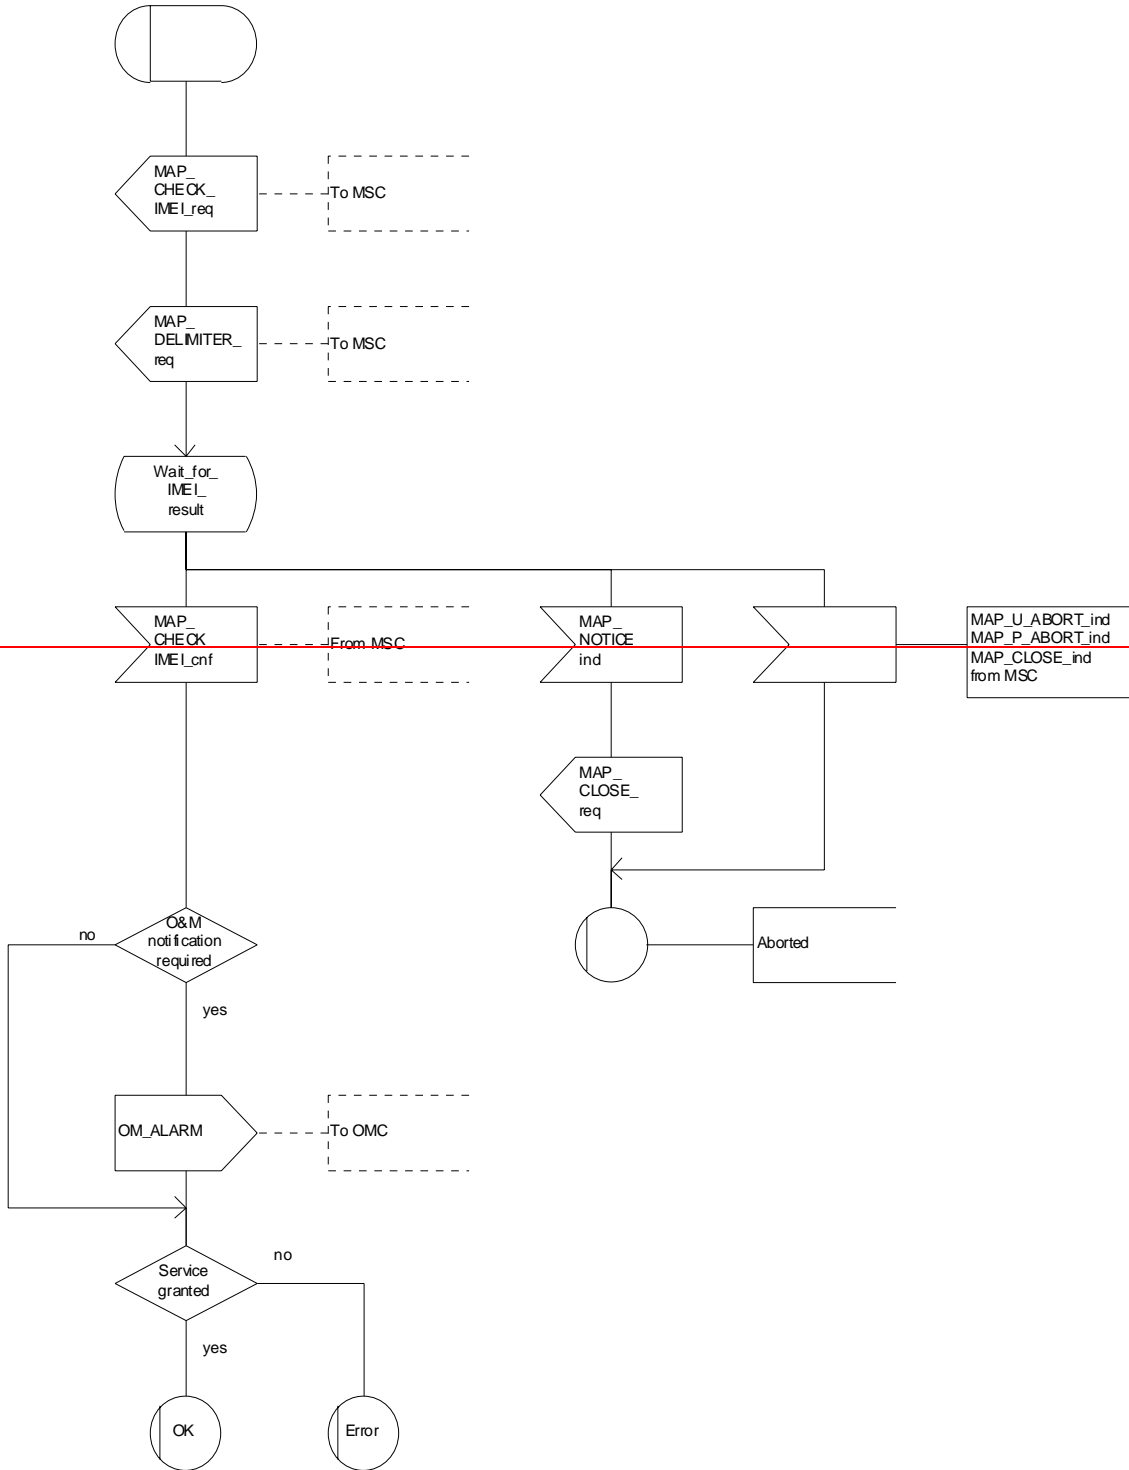 MAP_
CHECK_
IMEI_req
To MSC
MAP_
DELIMITER_
req
To MSC
Wait_for_
IMEI_
result
MAP_
CHECK
IMEI_cnf
From MSC
MAP_
NOTICE
ind
MAP_U_ABORT_ind
MAP_P_ABORT_ind
MAP_CLOSE_ind
from MSC
MAP_
CLOSE_
req
O&M
notification
required
no
yes
Aborted
OM_ALARM
To OMC
Service
granted
no
yes
OK
Error